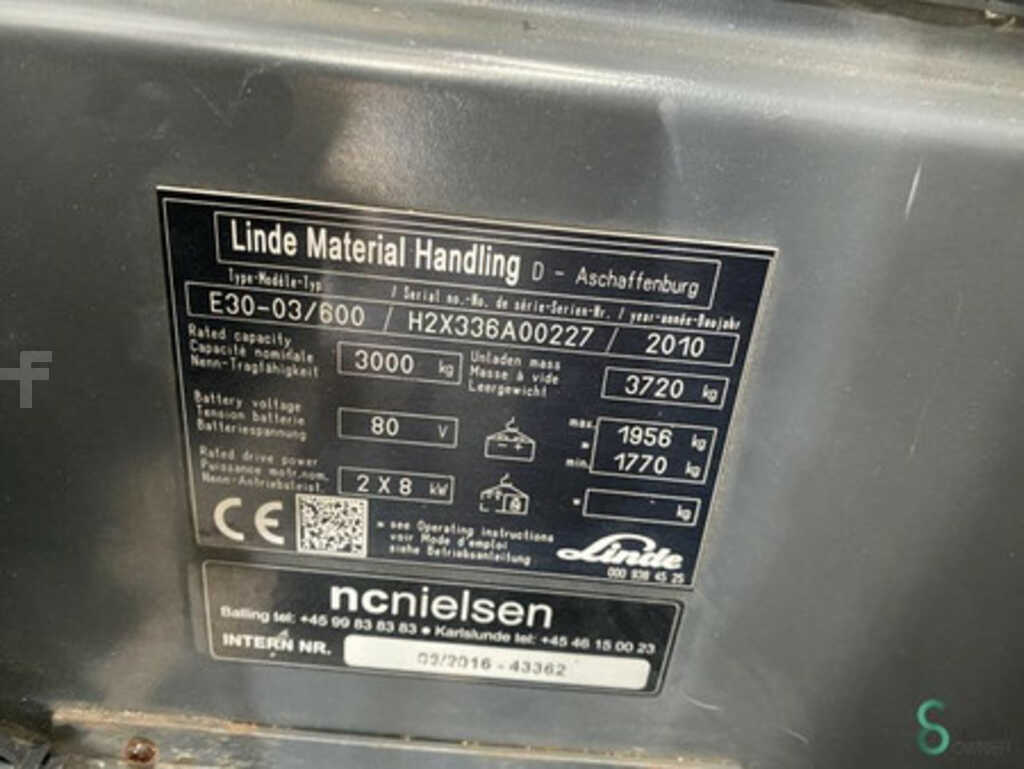 Linde Material Handling D - Aschaffenburg
Type-Modèle-Typ / Serial no.-No. de série-Serien-Nr. / year-année-Baujahr
E30-03/600 / H2X336A00227 / 2010
Rated capacity
Capacité nominale
Nenn-Tragfähigkeit
3000 kg
Unladen mass
Masse à vide
Leergewicht
3720 kg
Battery voltage
Tension batterie
Batteriespannung
80 V
max. 1956 kg
*
min. 1770 kg
Rated drive power
Puissance motr.nom.
Nenn-Antriebsleist.
2 X 8 kW
* kg
CE
* see Operating instructions
voir Mode d'emploi
siehe Betriebsanleitung
Linde
000 938 45 25
ncnielsen
Balling tel: +45 99 83 83 83 • Karlslunde tel: +45 46 15 00 23
INTERN NR. 02/2016 - 43362
OWNER